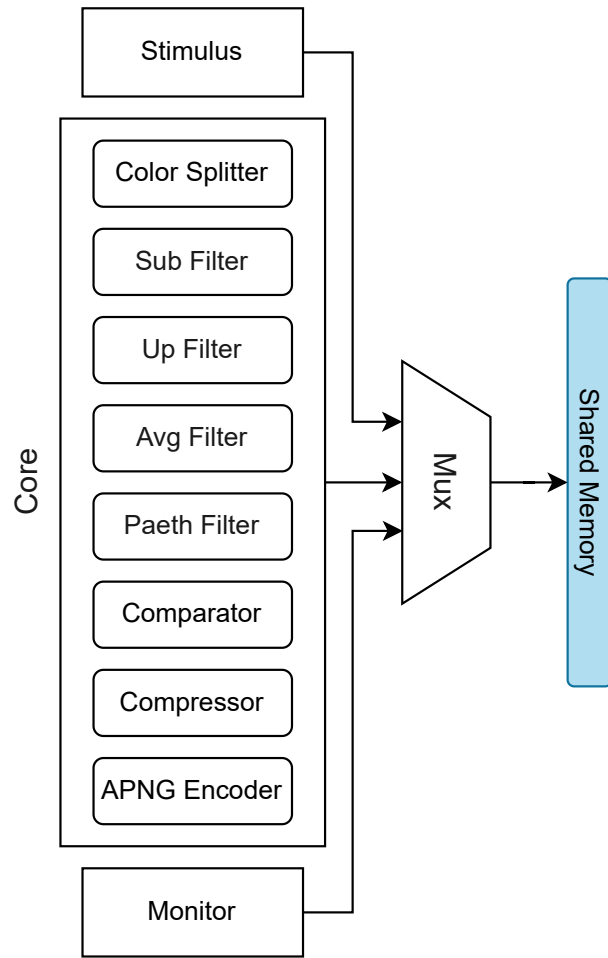 Stimulus
Core
Color Splitter
Sub Filter
Up Filter
Avg Filter
Paeth Filter
Comparator
Compressor
APNG Encoder
Monitor
Mux
Shared Memory